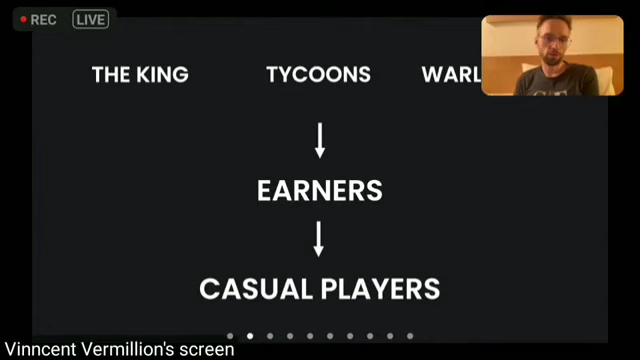 REC LIVE
THE KING TYCOONS
EARNERS
CASUAL PLAYERS
Vinncent Vermillion's screen